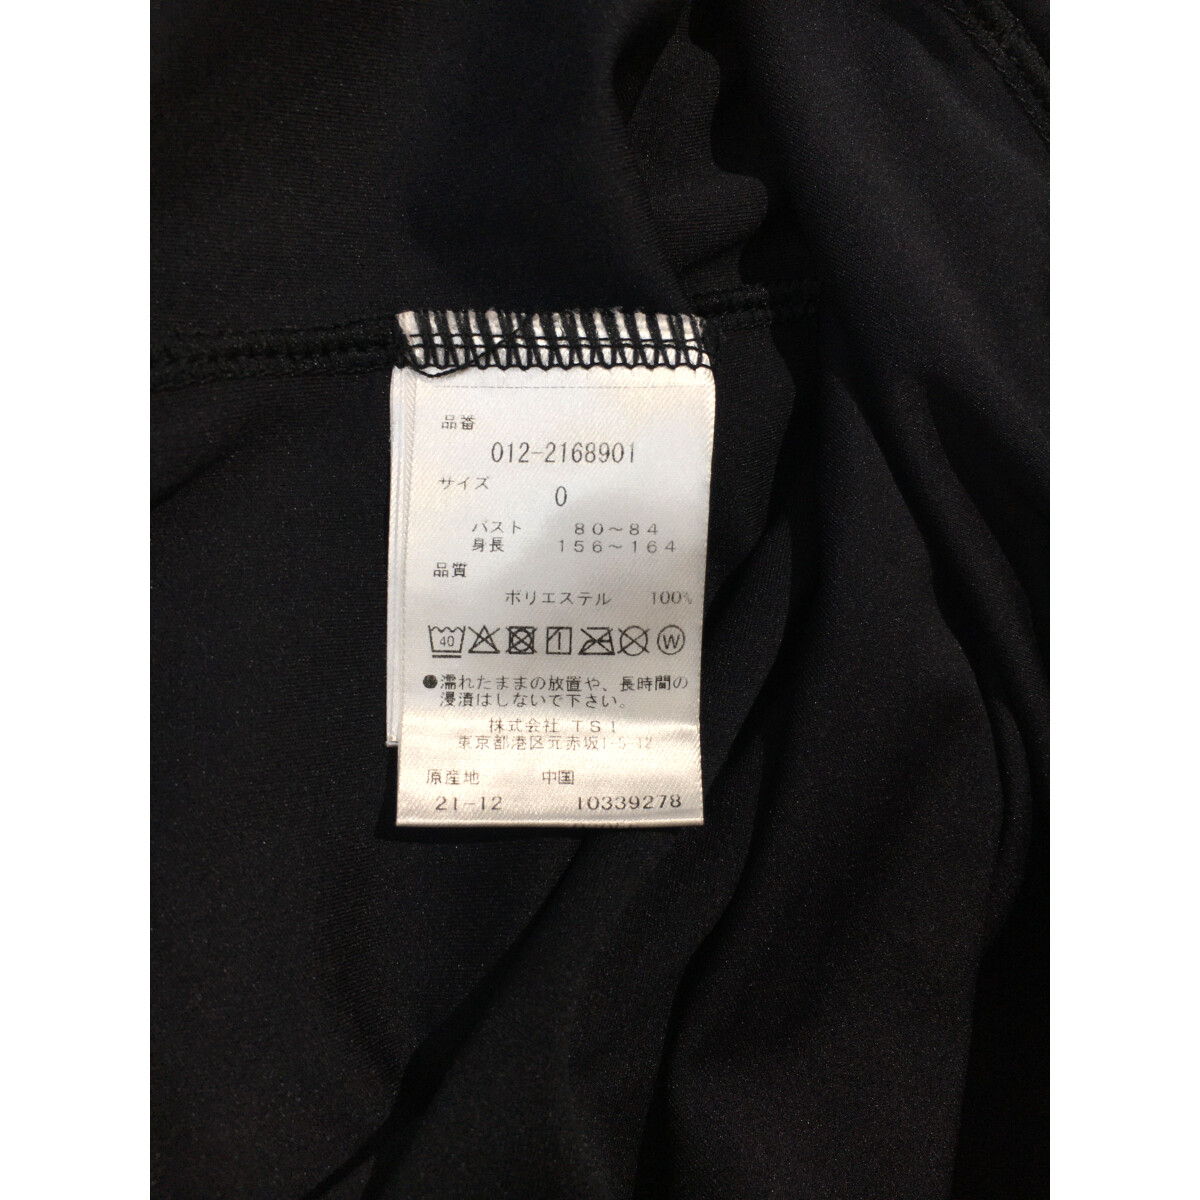 品番
012-2168901
サイズ
0
バスト 80～84
身長 156～164
品質
ポリエステル 100%
40 1 W
●濡れたままの放置や、長時間の
浸漬はしないで下さい。
株式会社 TSI
東京都港区元赤坂1-5-12
原産地 中国
21-12 10339278